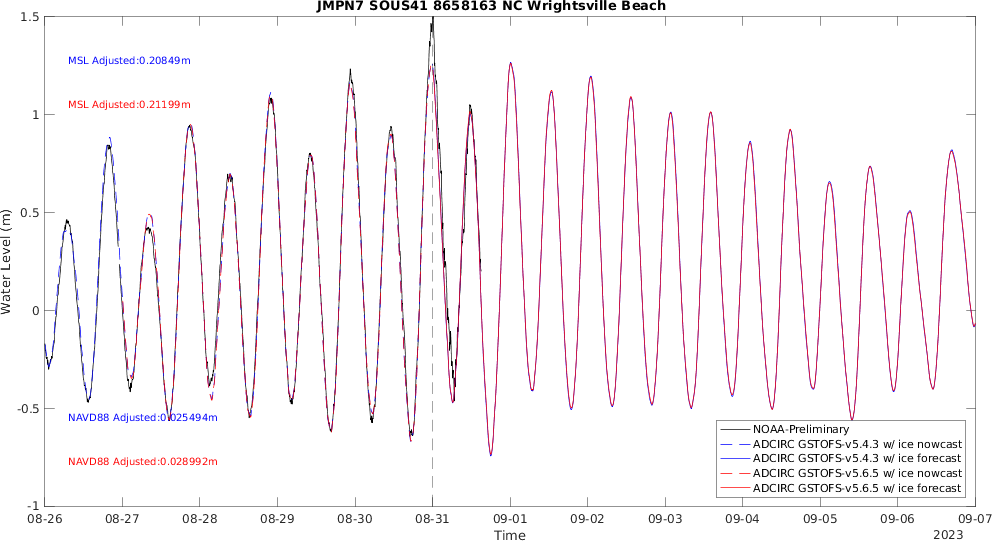 JMPN7 SOUS41 8658163 NC Wrightsville Beach
MSL Adjusted:0.20849m
MSL Adjusted:0.21199m
NAVD88 Adjusted:0.025494m
NAVD88 Adjusted:0.028992m
Water Level (m)
1.5
1
0.5
0
-0.5
-1
NOAA-Preliminary
ADCIRC GSTOFS-v5.4.3 w/ ice nowcast
ADCIRC GSTOFS-v5.4.3 w/ ice forecast
ADCIRC GSTOFS-v5.6.5 w/ ice nowcast
ADCIRC GSTOFS-v5.6.5 w/ ice forecast
08-26 08-27 08-28 08-29 08-30 08-31 09-01 09-02 09-03 09-04 09-05 09-06 09-07
Time
2023